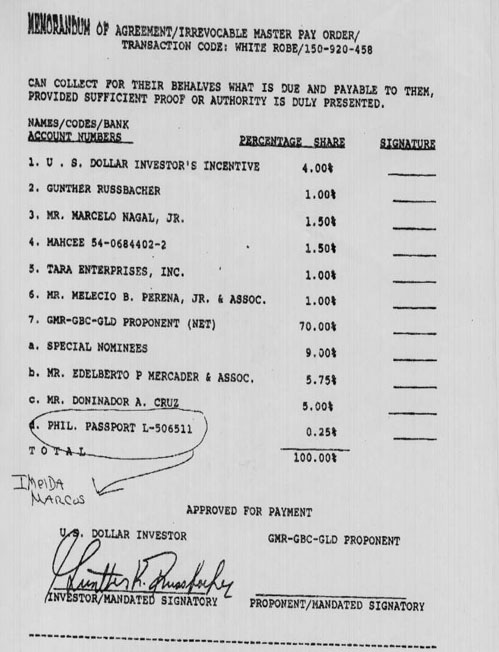 MEMORANDUM OF AGREEMENT/IRREVOCABLE MASTER PAY ORDER/
TRANSACTION CODE: WHITE ROBE/150-920-458
CAN COLLECT FOR THEIR BEHALVES WHAT IS DUE AND PAYABLE TO THEM,
PROVIDED SUFFICIENT PROOF OR AUTHORITY IS DULY PRESENTED.
NAMES/CODES/BANK
ACCOUNT NUMBERS PERCENTAGE SHARE SIGNATURE
1. U . S. DOLLAR INVESTOR'S INCENTIVE 4.00%
2. GUNTHER RUSSBACHER 1.00%
3. MR. MARCELO NAGAL, JR. 1.50%
4. MAHCEE 54-0684402-2 1.50%
5. TARA ENTERPRISES, INC. 1.00%
6. MR. MELECIO B. PERENA, JR. & ASSOC. 1.00%
7. GMR-GBC-GLD PROPONENT (NET) 70.00%
a. SPECIAL NOMINEES 9.00%
b. MR. EDELBERTO P MERCADER & ASSOC. 5.75%
c. MR. DONINADOR A. CRUZ 5.00%
d. PHIL. PASSPORT L-506511 0.25%
T O T A L 100.00%
IMELDA
MARCOS
APPROVED FOR PAYMENT
U.S. DOLLAR INVESTOR GMR-GBC-GLD PROPONENT
Gunther K. Russbacher
INVESTOR/MANDATED SIGNATORY PROPONENT/MANDATED SIGNATORY